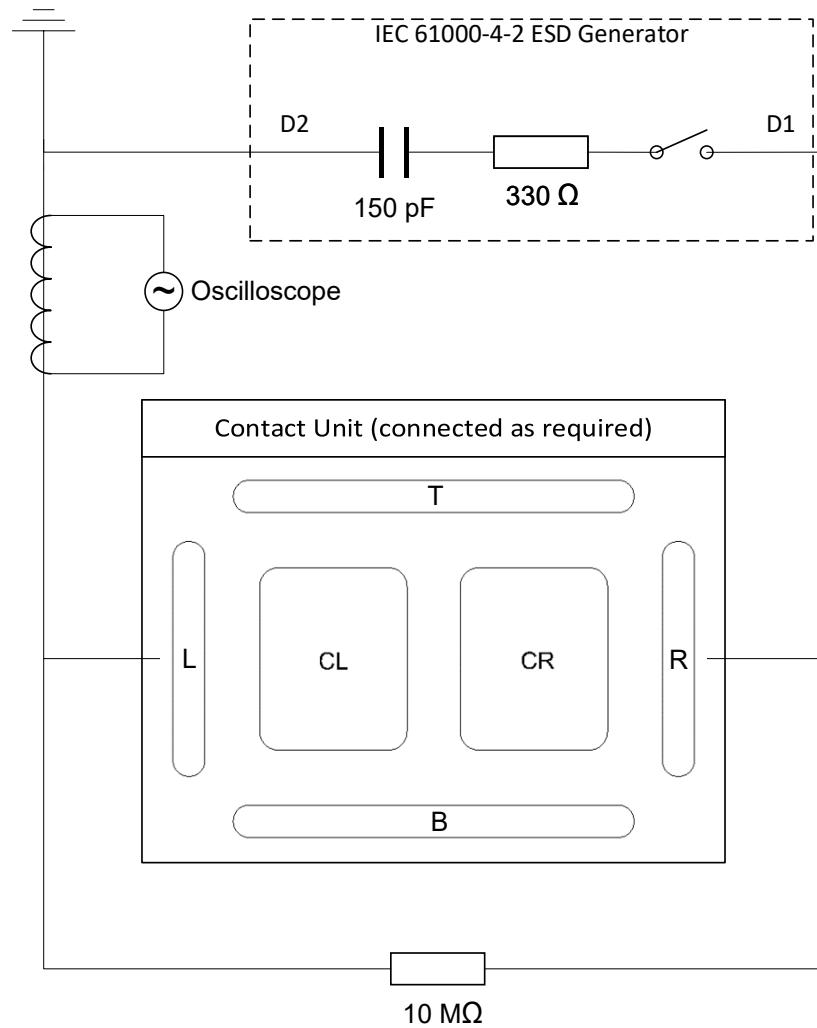 IEC 61000-4-2 ESD Generator
D2
D1
150 pF
330 Ω
~ Oscilloscope
Contact Unit (connected as required)
T
L
CL
CR
R
B
10 MΩ